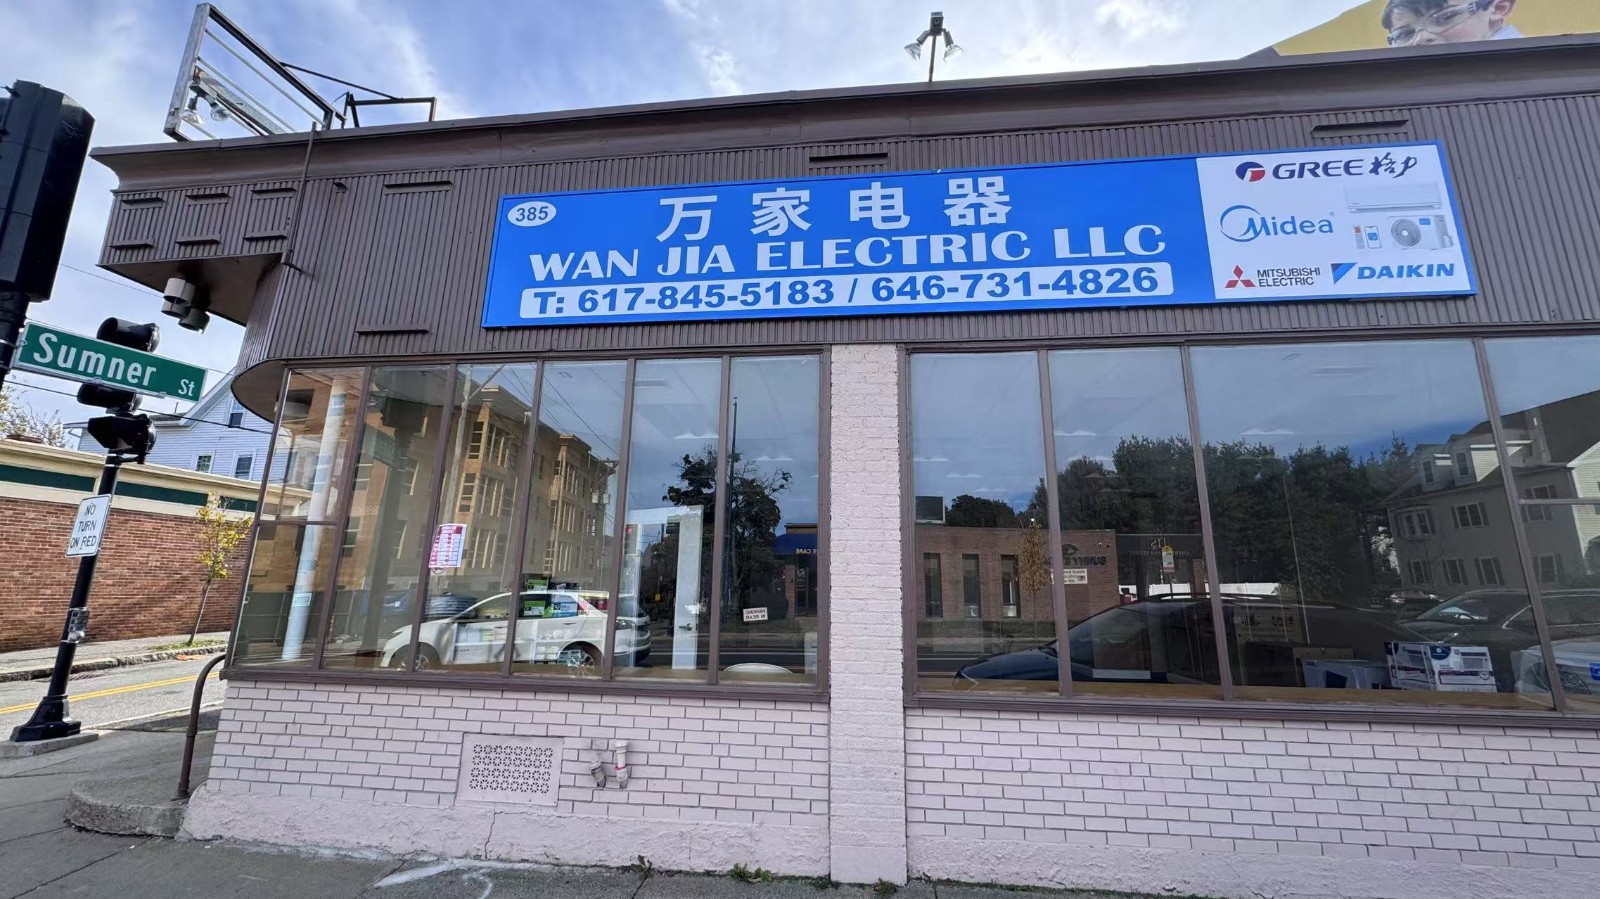 385
万家电器
WAN JIA ELECTRIC LLC
T: 617-845-5183 / 646-731-4826
GREE 格力
Midea
MITSUBISHI
ELECTRIC
DAIKIN
Sumner St
NO
TURN
ON RED